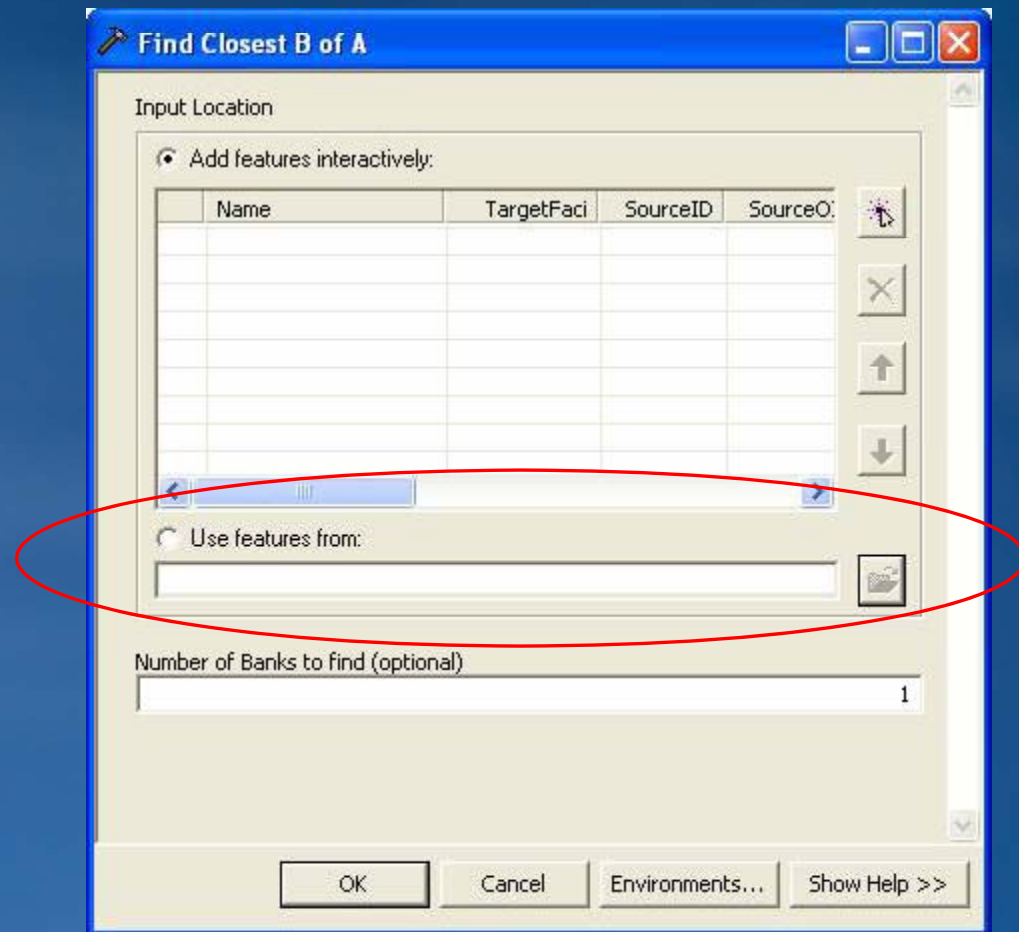 Find Closest B of A
Input Location
Add features interactively:
Name TargetFaci SourceID SourceO:
Use features from:
Number of Banks to find (optional)
1
OK Cancel Environments... Show Help >>